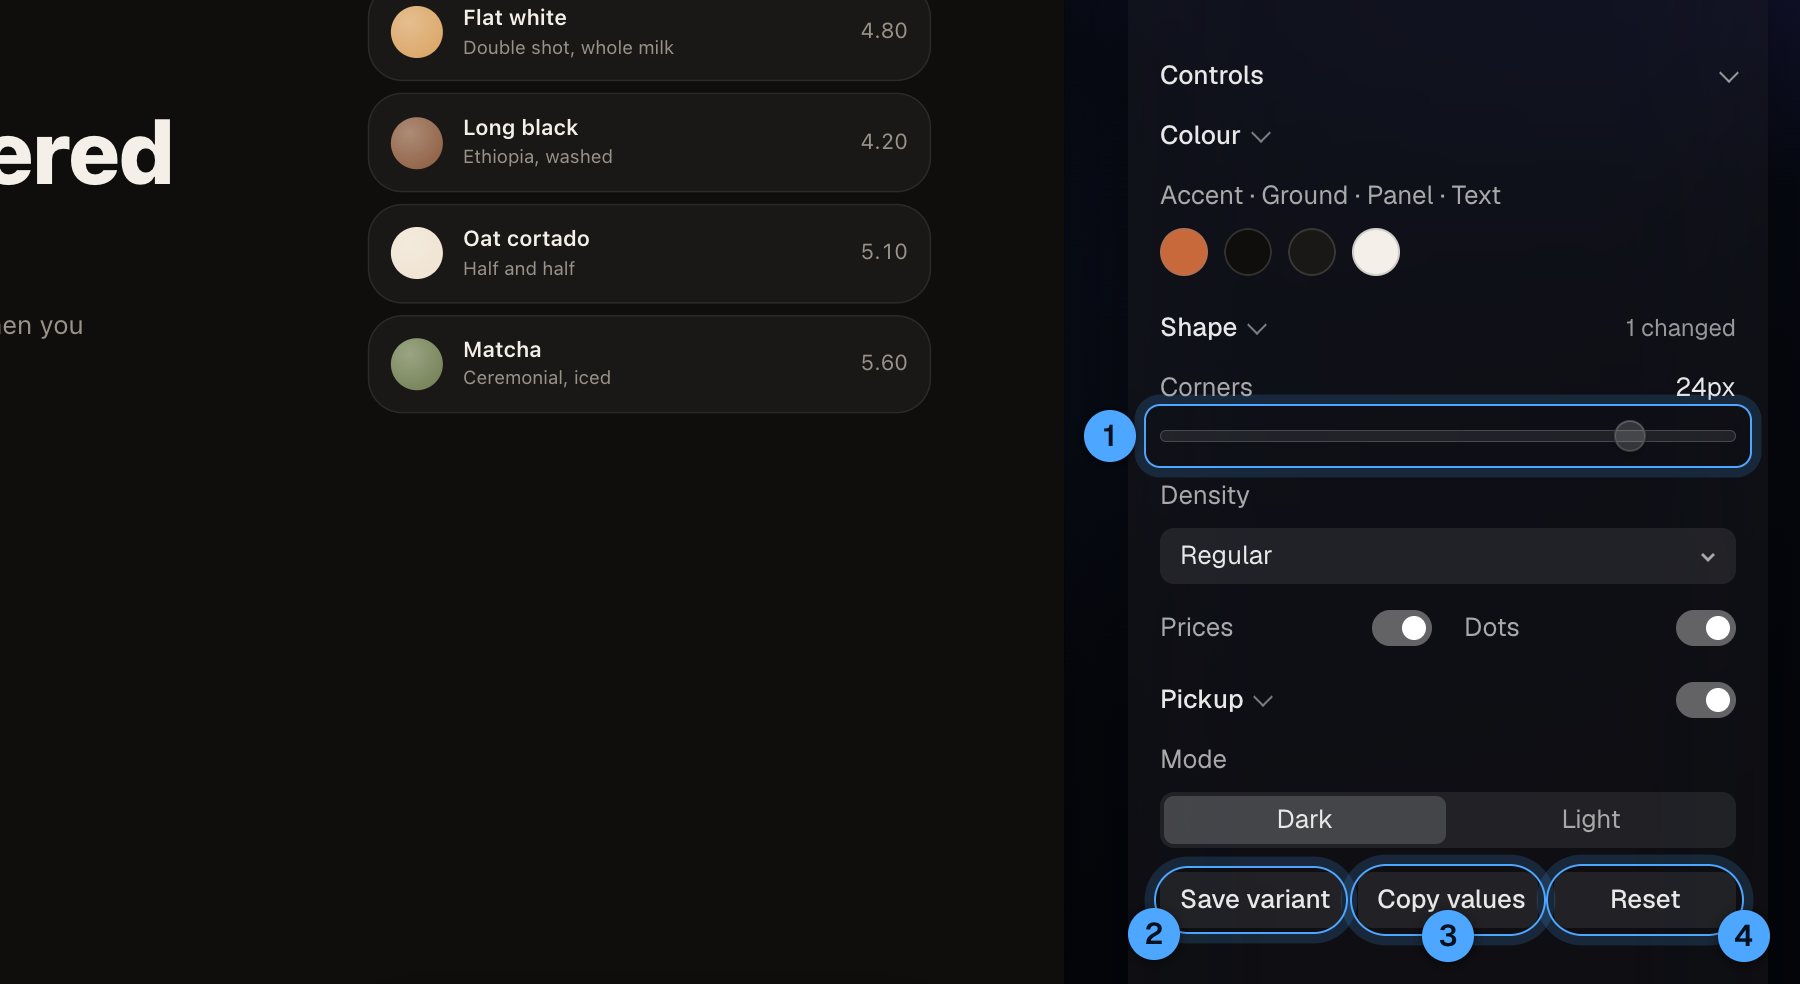 Flat white
4.80
Double shot, whole milk
ered
Long black
4.20
Ethiopia, washed
Oat cortado
5.10
Half and half
en you
Matcha
5.60
Ceremonial, iced
Controls
Colour
Accent · Ground · Panel · Text
Shape
1 changed
Corners
24px
1
Density
Regular
Prices
Dots
Pickup
Mode
Dark
Light
Save variant
Copy values
Reset
2
3
4